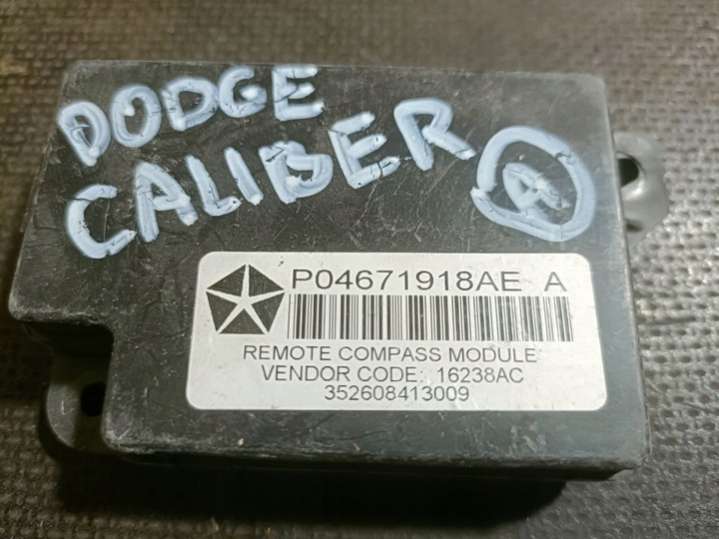 DODGE
CALIBER A
P04671918AE A
REMOTE COMPASS MODULE
VENDOR CODE: 16238AC
352608413009